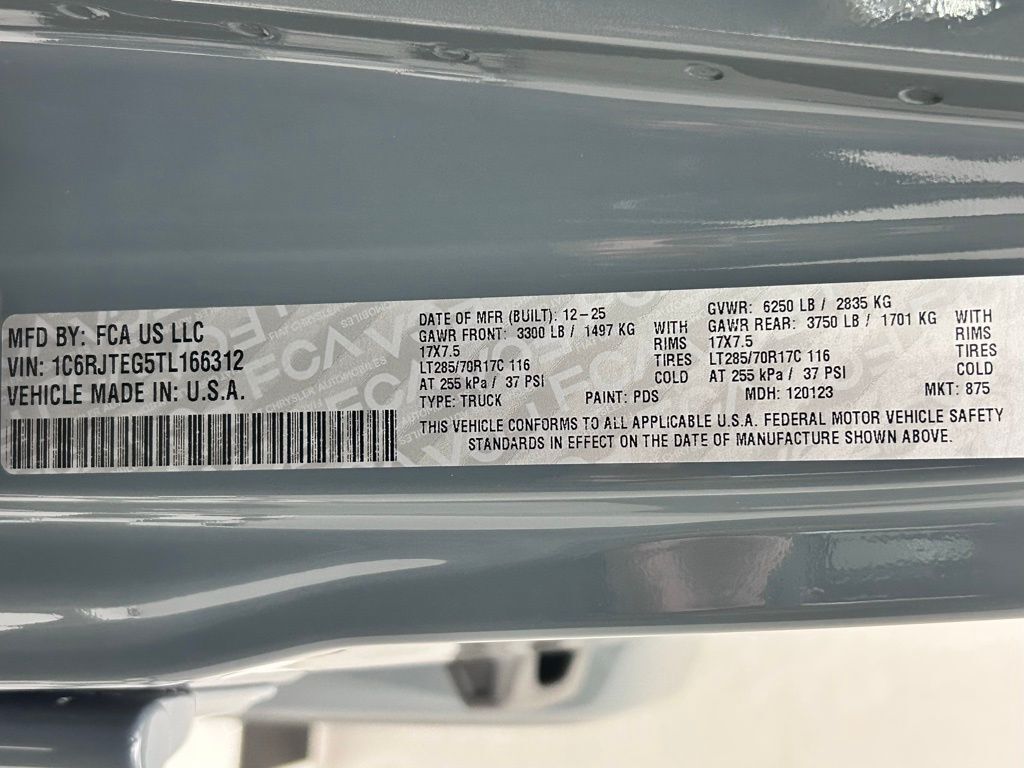 MFD BY: FCA US LLC
VIN: 1C6RJTEG5TL166312
VEHICLE MADE IN: U.S.A.
DATE OF MFR (BUILT): 12-25
GAWR FRONT: 3300 LB / 1497 KG WITH
17X7.5 RIMS
LT285/70R17C 116 TIRES
AT 255 kPa / 37 PSI COLD
TYPE: TRUCK PAINT: PDS
GVWR: 6250 LB / 2835 KG
GAWR REAR: 3750 LB / 1701 KG WITH
17X7.5 RIMS
LT285/70R17C 116 TIRES
AT 255 kPa / 37 PSI COLD
MDH: 120123 MKT: 875
THIS VEHICLE CONFORMS TO ALL APPLICABLE U.S.A. FEDERAL MOTOR VEHICLE SAFETY
STANDARDS IN EFFECT ON THE DATE OF MANUFACTURE SHOWN ABOVE.